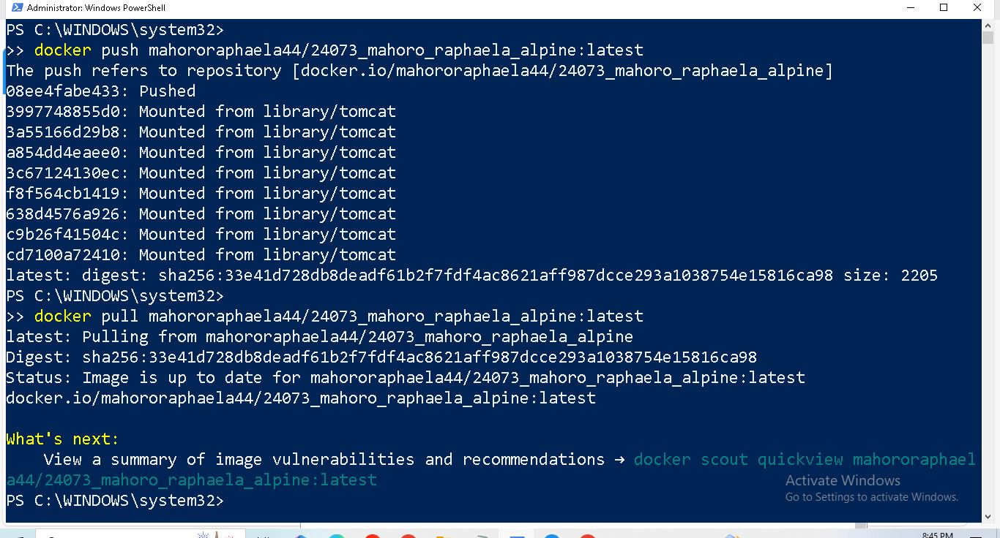 Administrator: Windows PowerShell
PS C:\WINDOWS\system32>
>> docker push mahororaphaela44/24073_mahoro_raphaela_alpine:latest
The push refers to repository [docker.io/mahororaphaela44/24073_mahoro_raphaela_alpine]
08ee4fabe433: Pushed
3997748855d0: Mounted from library/tomcat
3a55166d29b8: Mounted from library/tomcat
a854dd4eaee0: Mounted from library/tomcat
3c67124130ec: Mounted from library/tomcat
f8f564cb1419: Mounted from library/tomcat
638d4576a926: Mounted from library/tomcat
c9b26f41504c: Mounted from library/tomcat
cd7100a72410: Mounted from library/tomcat
latest: digest: sha256:33e41d728db8deadf61b2f7fdf4ac8621aff987dcce293a1038754e15816ca98 size: 2205
PS C:\WINDOWS\system32>
>> docker pull mahororaphaela44/24073_mahoro_raphaela_alpine:latest
latest: Pulling from mahororaphaela44/24073_mahoro_raphaela_alpine
Digest: sha256:33e41d728db8deadf61b2f7fdf4ac8621aff987dcce293a1038754e15816ca98
Status: Image is up to date for mahororaphaela44/24073_mahoro_raphaela_alpine:latest
docker.io/mahororaphaela44/24073_mahoro_raphaela_alpine:latest
What's next:
View a summary of image vulnerabilities and recommendations → docker scout quickview mahororaphael
a44/24073_mahoro_raphaela_alpine:latest
PS C:\WINDOWS\system32>
Activate Windows
Go to Settings to activate Windows.
8:45 PM